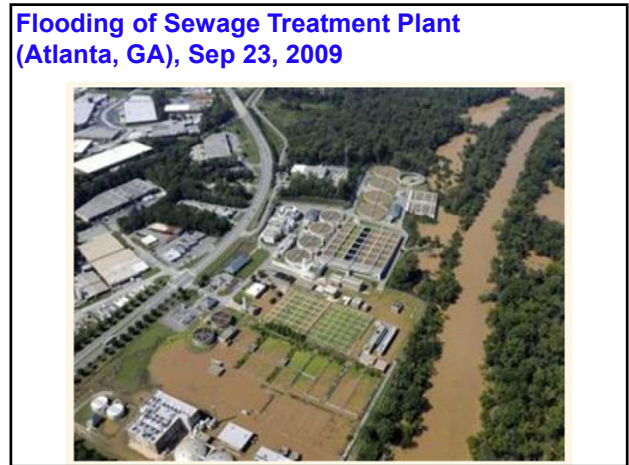 Flooding of Sewage Treatment Plant
(Atlanta, GA), Sep 23, 2009